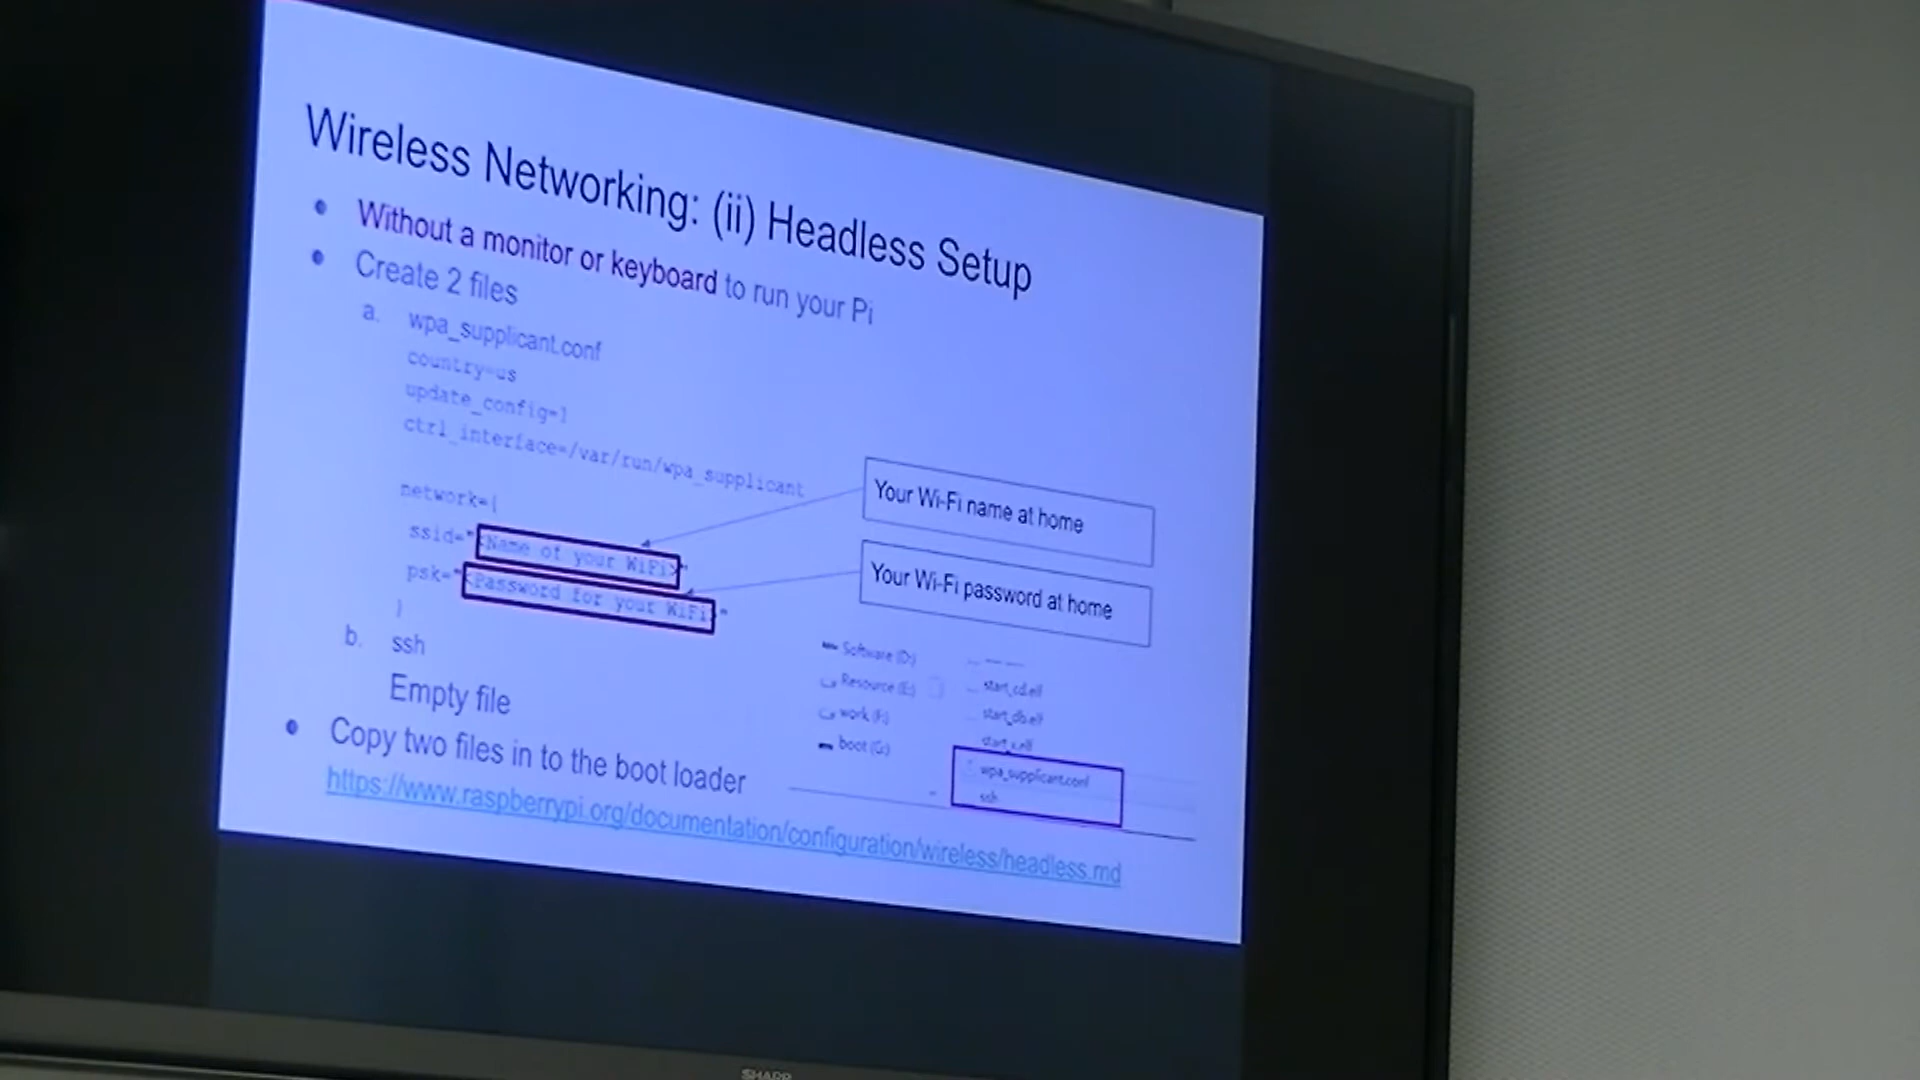 Wireless Networking: (ii) Headless Setup
• Without a monitor or keyboard to run your Pi
• Create 2 files
a. wpa_supplicant.conf
country=us
update_config=1
ctrl_interface=/var/run/wpa_supplicant
network={
ssid="<Name of your WiFi>"
psk="<Password for your WiFi>"
}
Your Wi-Fi name at home
Your Wi-Fi password at home
b. ssh
Empty file
• Copy two files in to the boot loader
https://www.raspberrypi.org/documentation/configuration/wireless/headless.md
Software (D:)
Resource (E:)
work (F:)
boot (G:)
start_cd.elf
start_db.elf
start_x.elf
wpa_supplicant.conf
ssh
SHARP